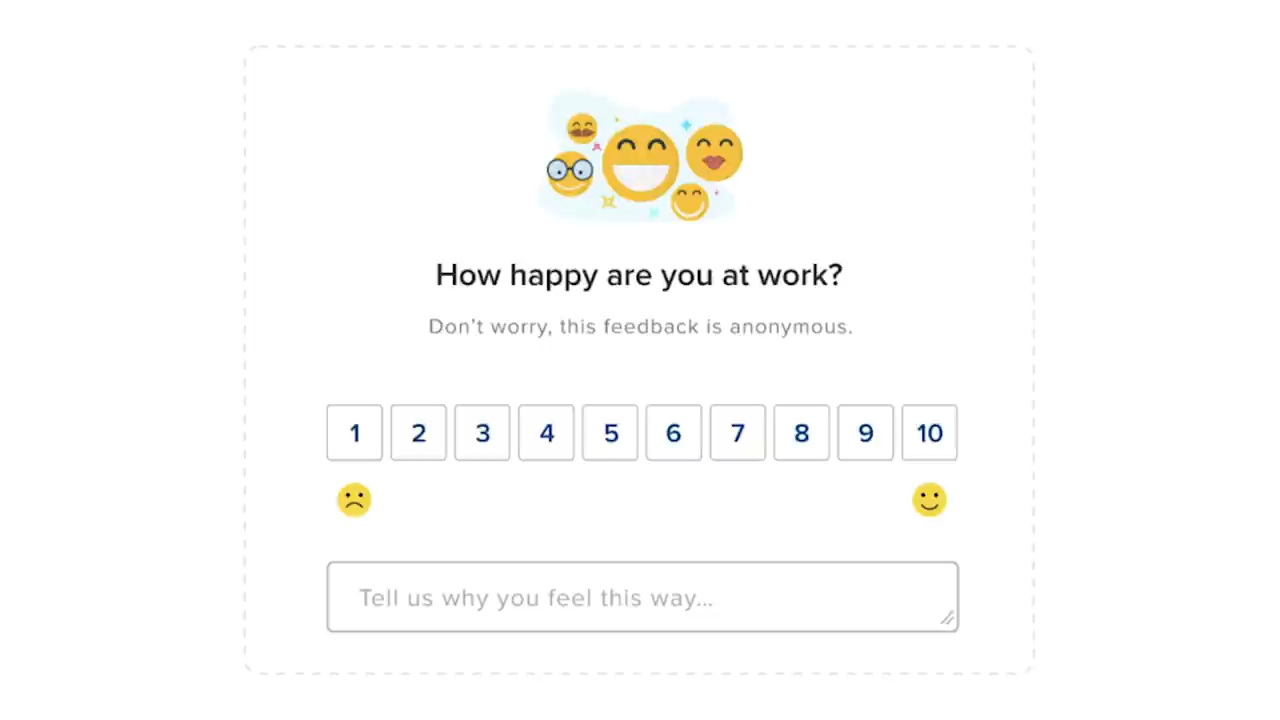 How happy are you at work?
Don't worry, this feedback is anonymous.
1 2 3 4 5 6 7 8 9 10
Tell us why you feel this way...